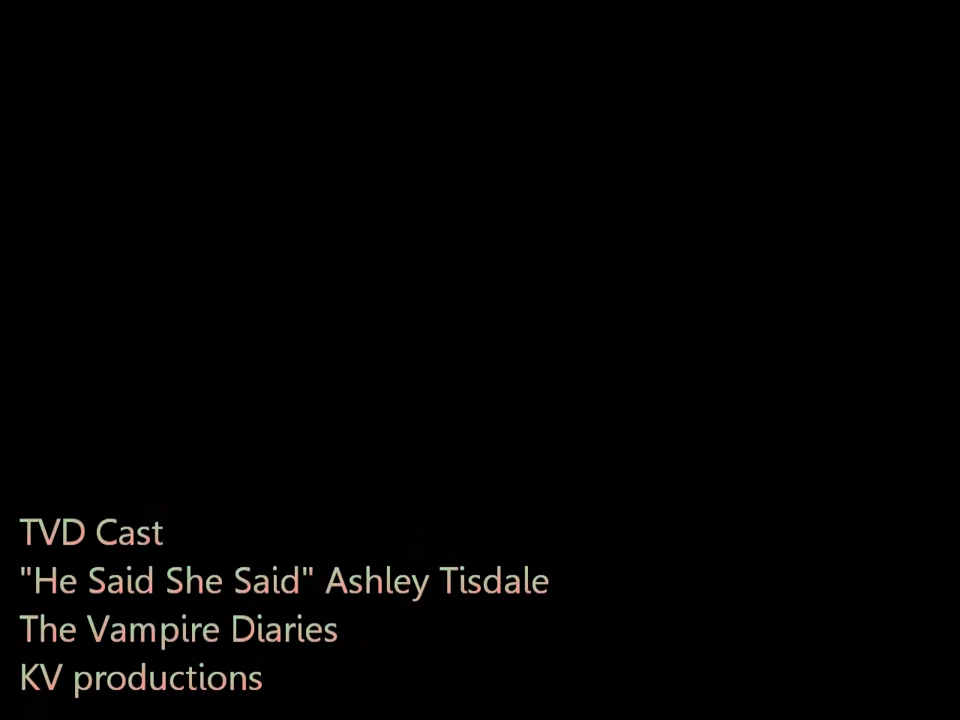 TVD Cast
"He Said She Said" Ashley Tisdale
The Vampire Diaries
KV productions